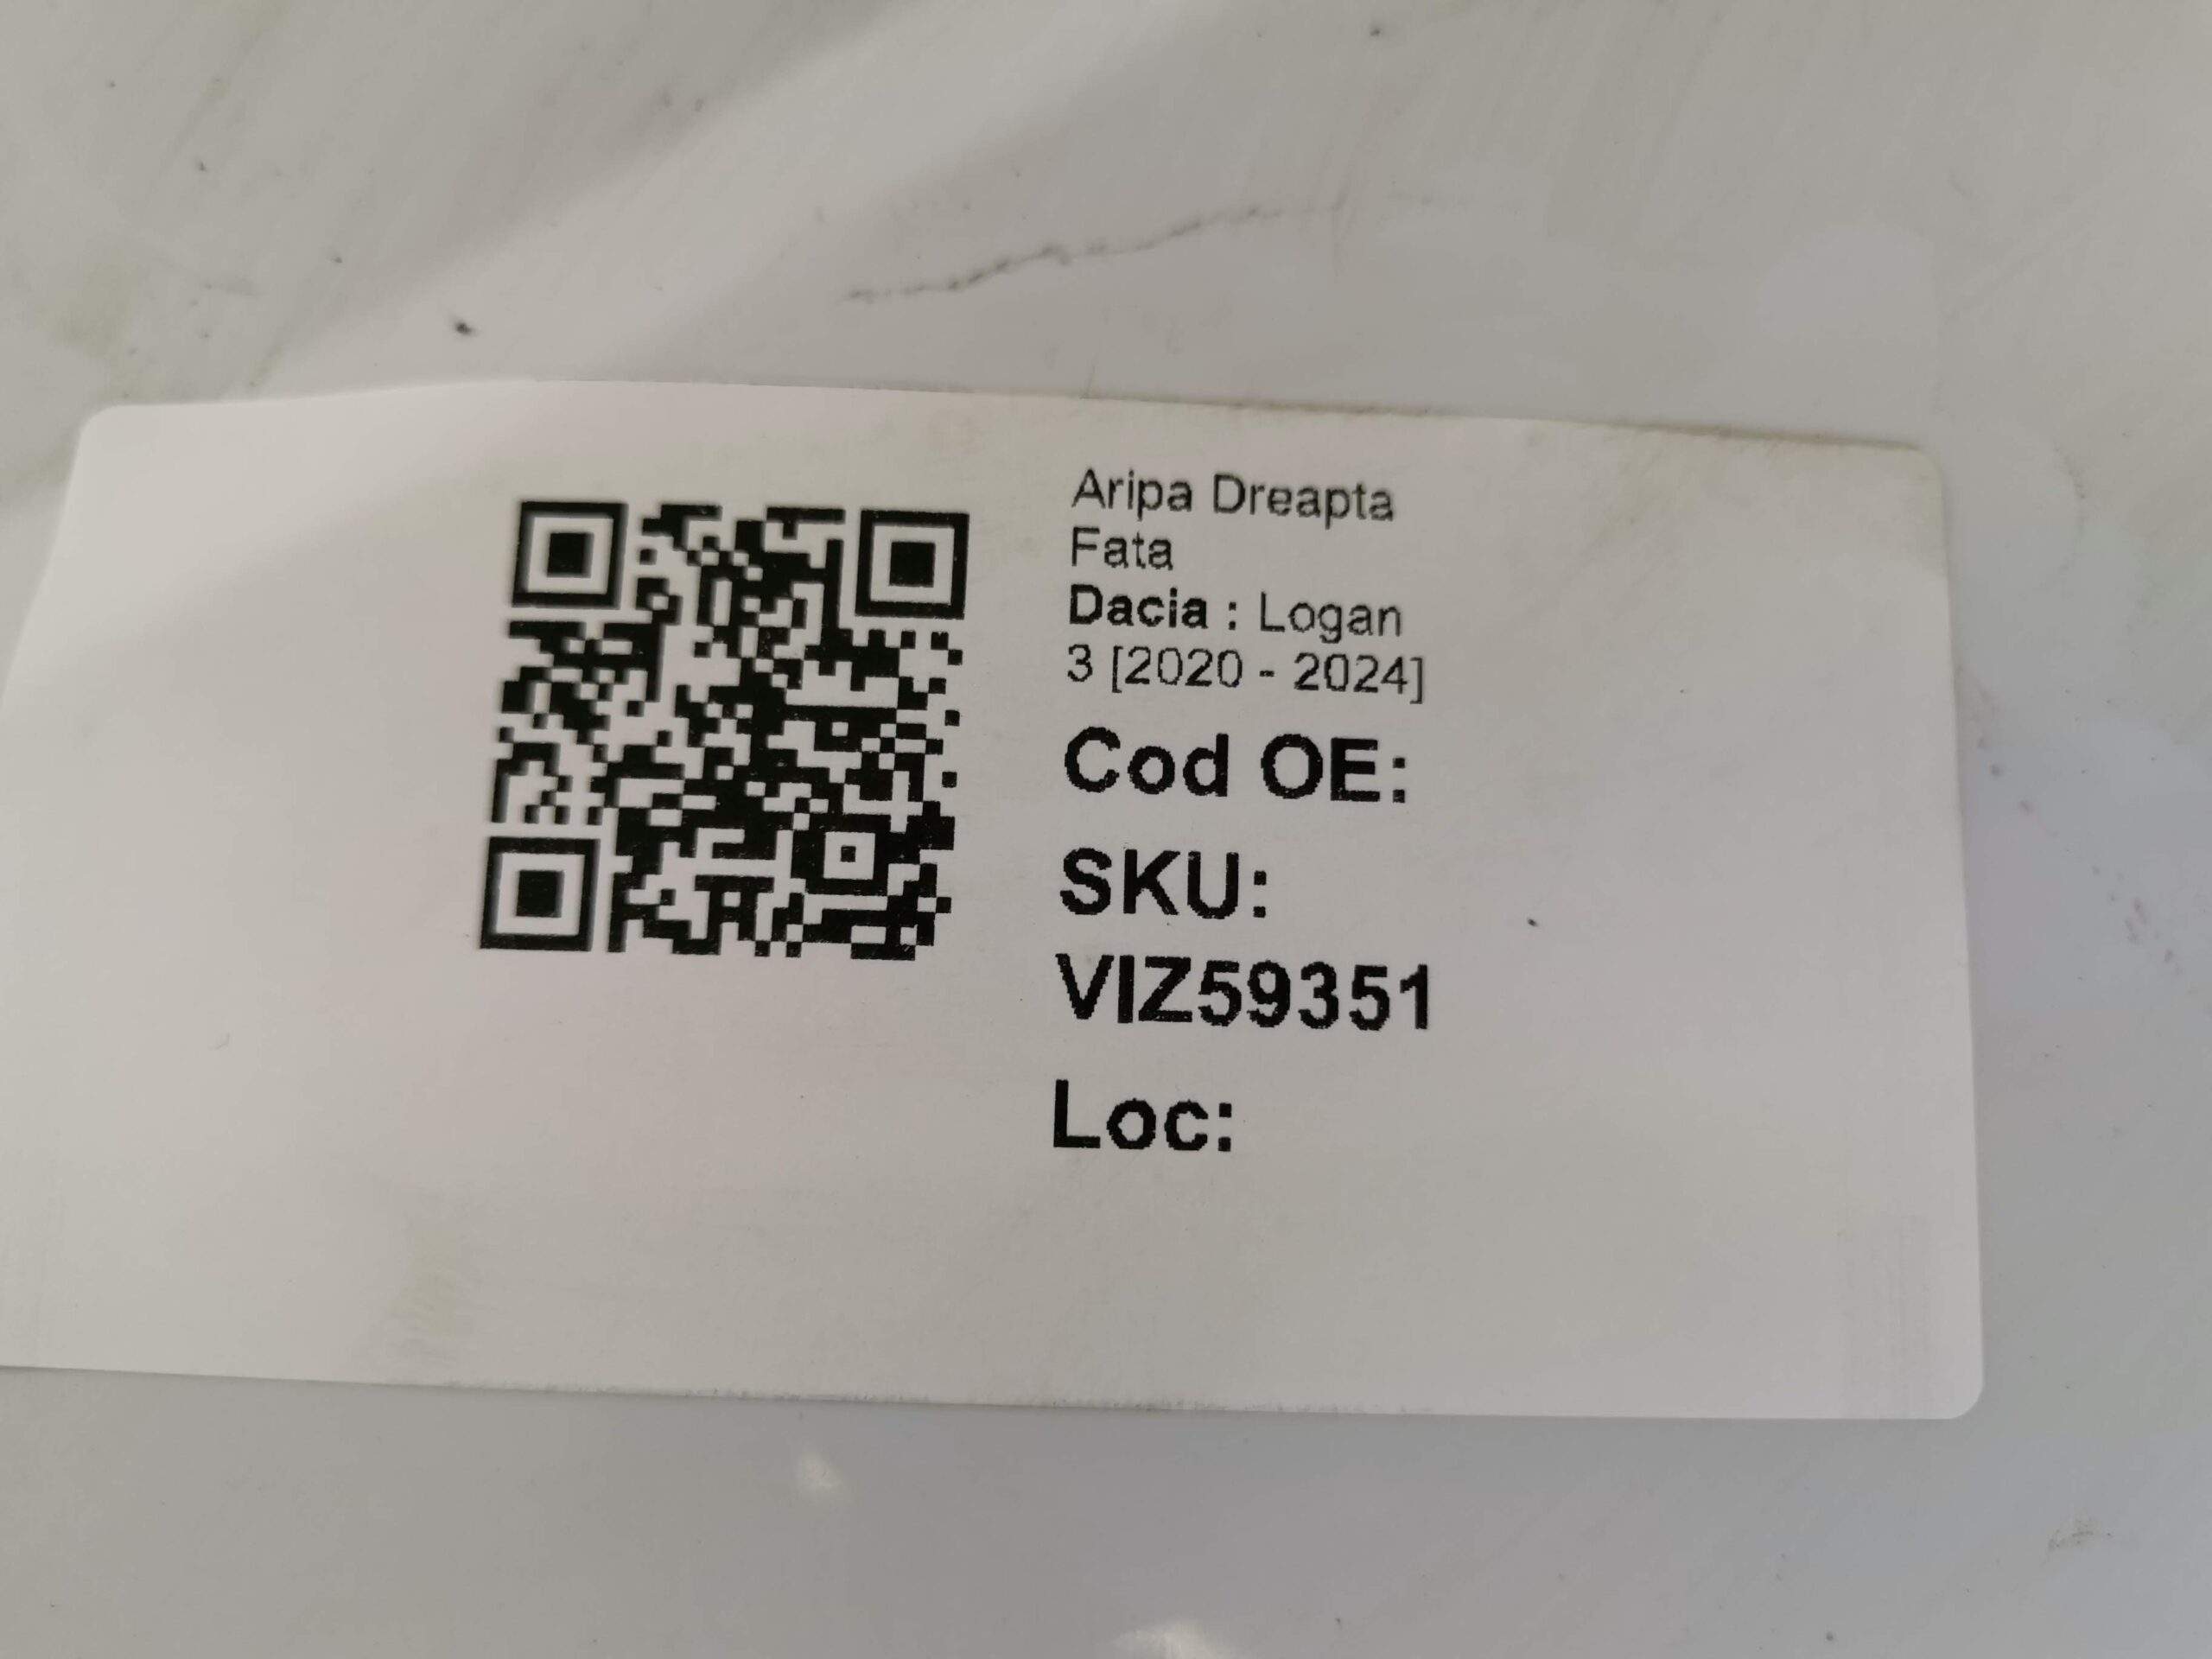 Aripa Dreapta
Fata
Dacia : Logan
3 [2020 - 2024]
Cod OE:
SKU:
VIZ59351
Loc: